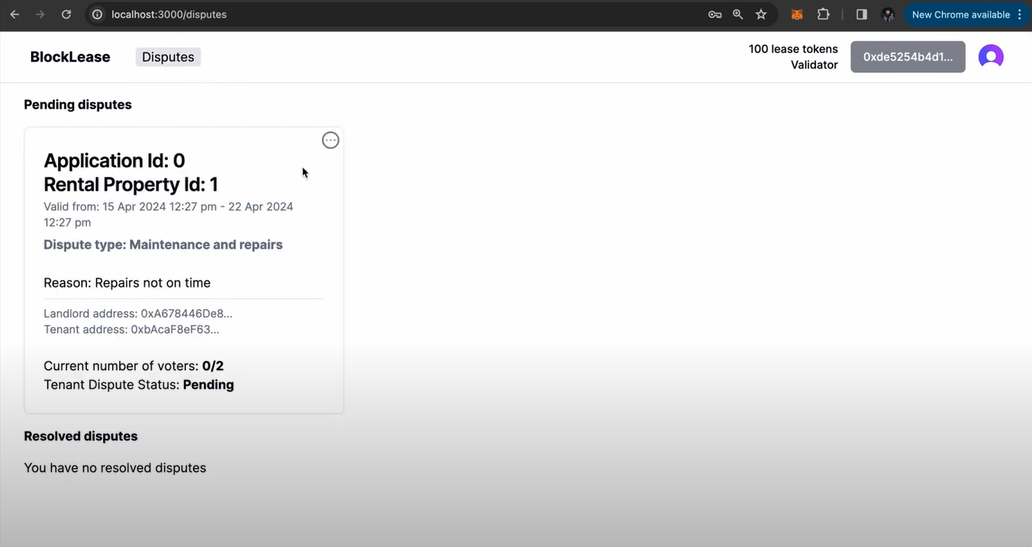 localhost:3000/disputes
New Chrome available
BlockLease
Disputes
100 lease tokens
Validator
0xde5254b4d1...
Pending disputes
Application Id: 0
Rental Property Id: 1
Valid from: 15 Apr 2024 12:27 pm - 22 Apr 2024
12:27 pm
Dispute type: Maintenance and repairs
Reason: Repairs not on time
Landlord address: 0xA678446De8...
Tenant address: 0xbAcaF8eF63...
Current number of voters: 0/2
Tenant Dispute Status: Pending
Resolved disputes
You have no resolved disputes